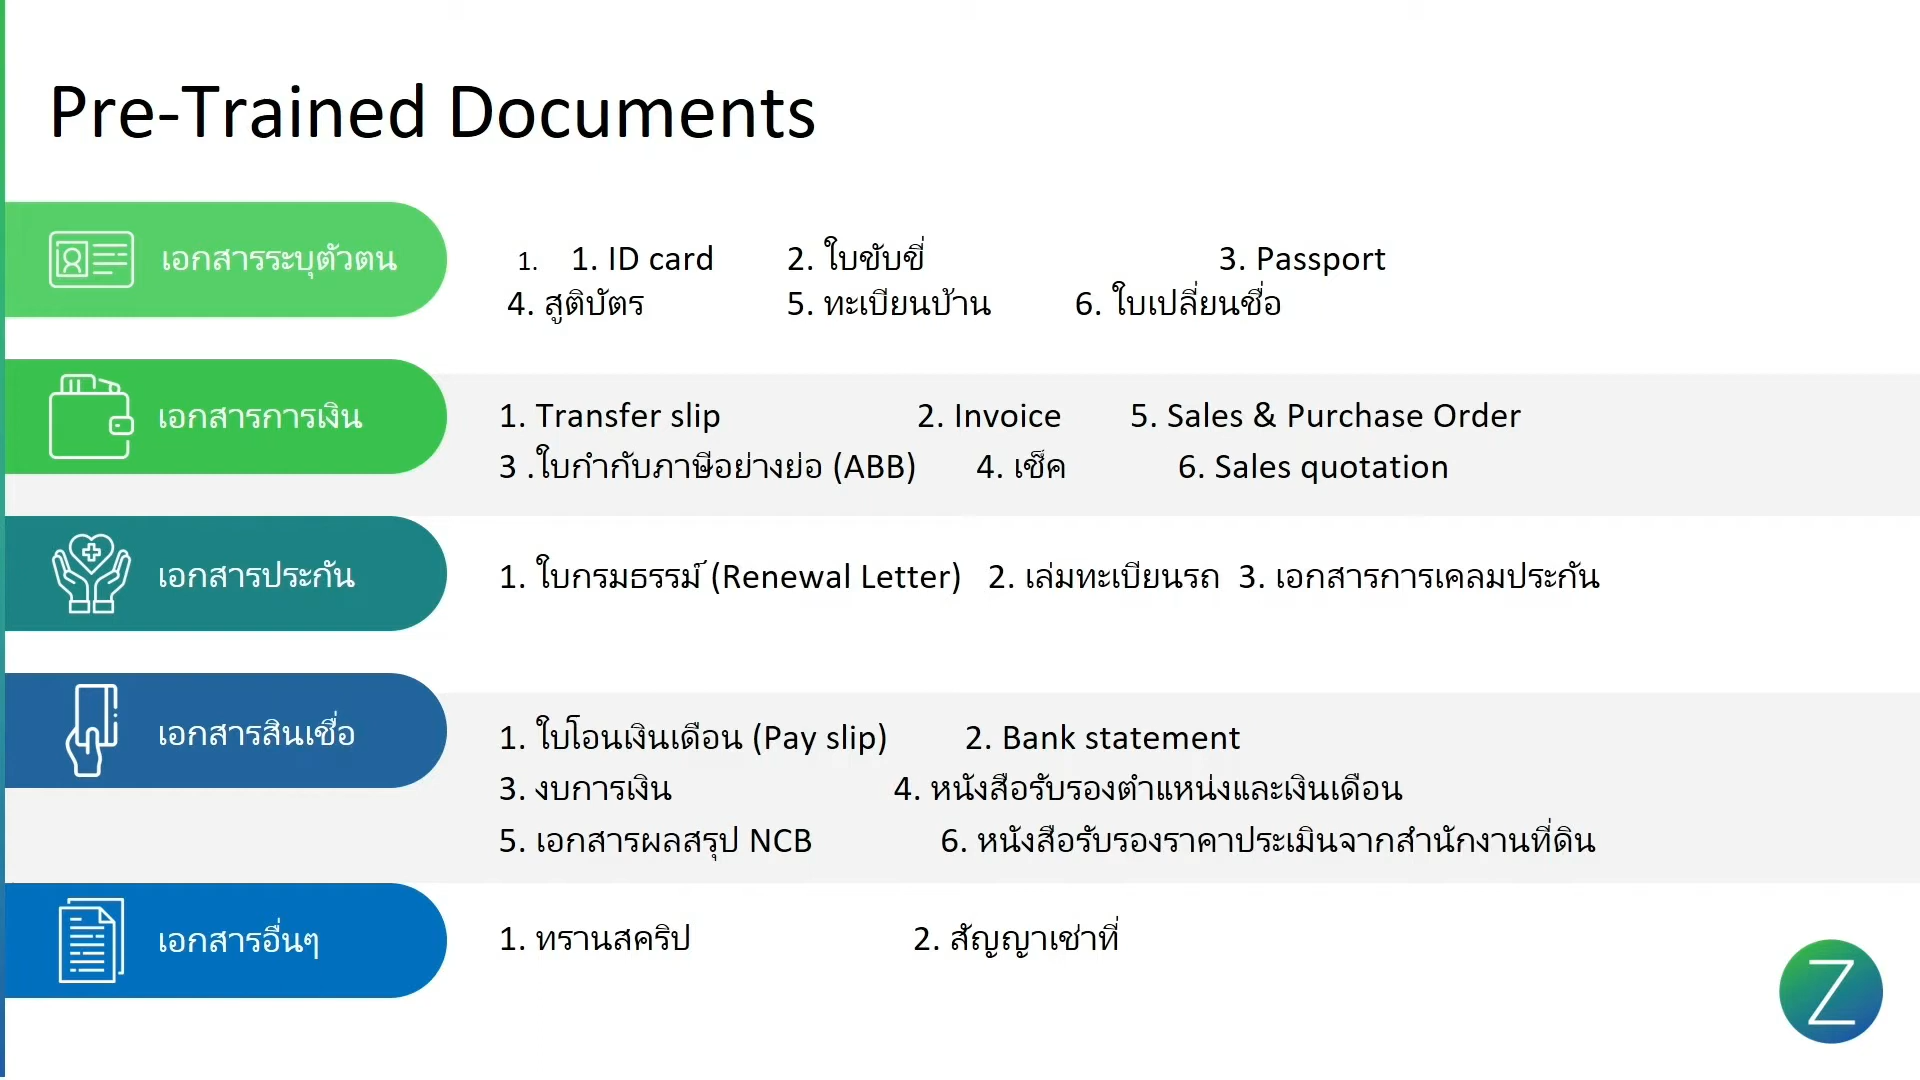 Pre-Trained Documents
เอกสารระบุตัวตน
1. 1. ID card 2. ใบขับขี่ 3. Passport
4. สูติบัตร 5. ทะเบียนบ้าน 6. ใบเปลี่ยนชื่อ
เอกสารการเงิน
1. Transfer slip 2. Invoice 5. Sales & Purchase Order
3 .ใบกำกับภาษีอย่างย่อ (ABB) 4. เช็ค 6. Sales quotation
เอกสารประกัน
1. ใบกรมธรรม์ (Renewal Letter) 2. เล่มทะเบียนรถ 3. เอกสารการเคลมประกัน
เอกสารสินเชื่อ
1. ใบโอนเงินเดือน (Pay slip) 2. Bank statement
3. งบการเงิน 4. หนังสือรับรองตำแหน่งและเงินเดือน
5. เอกสารผลสรุป NCB 6. หนังสือรับรองราคาประเมินจากสำนักงานที่ดิน
เอกสารอื่นๆ
1. ทรานสคริป 2. สัญญาเช่าที่
Z